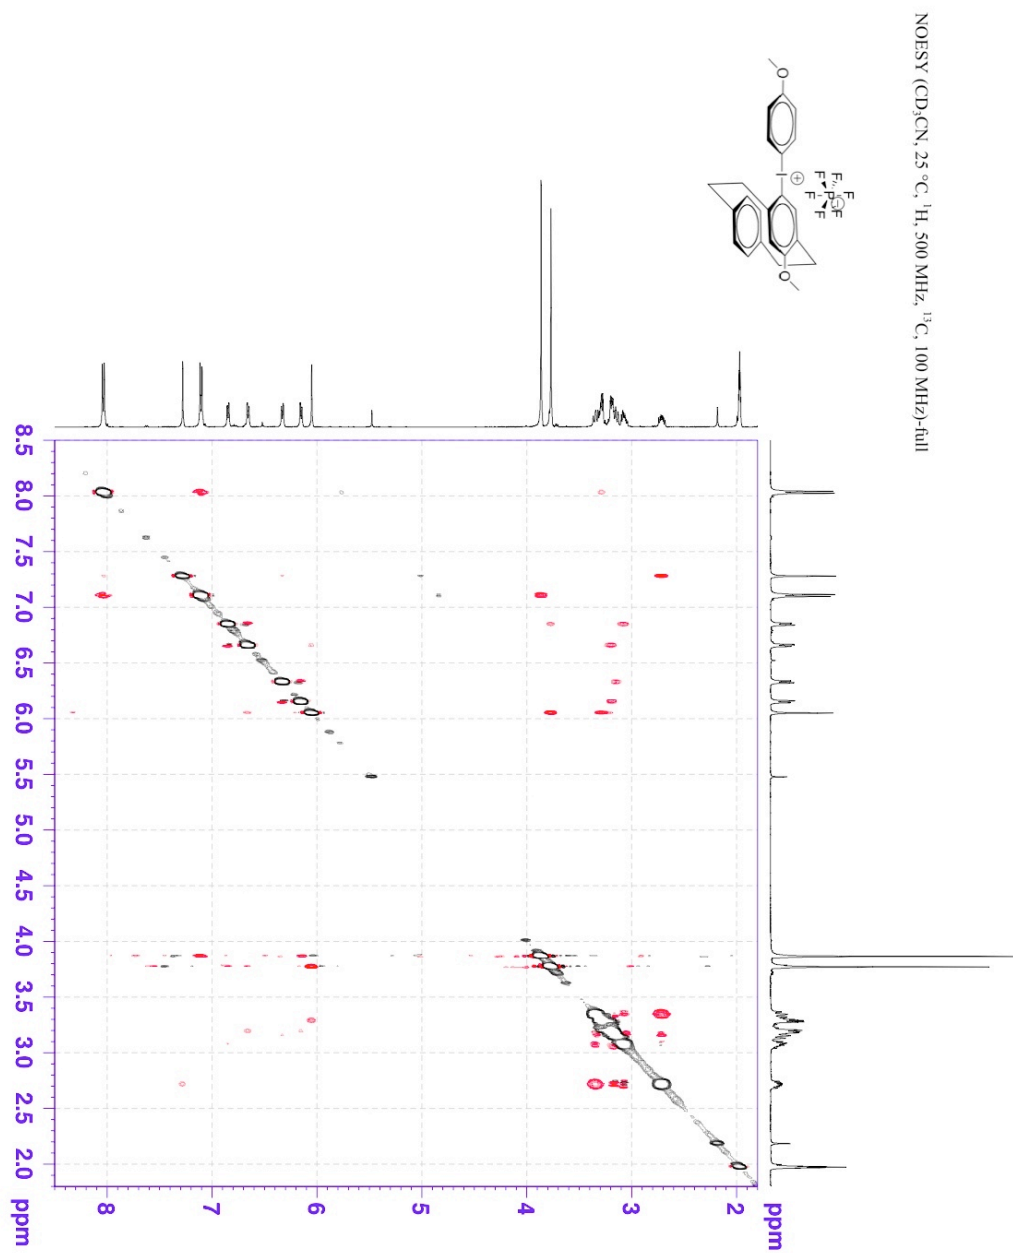 NOESY (CD₃CN, 25 °C, ¹H, 500 MHz, ¹³C, 100 MHz)-full
O
I
⊕
F
F
F
P
F
F
F
⊖
O
8.5
8.0
7.5
7.0
6.5
6.0
5.5
5.0
4.5
4.0
3.5
3.0
2.5
2.0
ppm
8
7
6
5
4
3
2
ppm